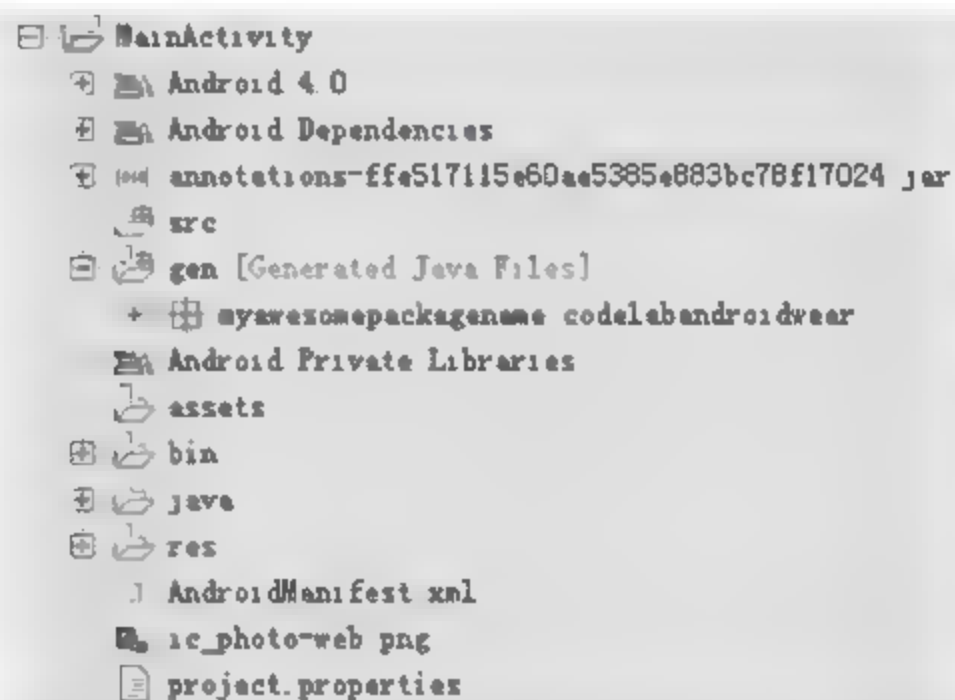 MainActivity
Android 4.0
Android Dependencies
annotations-ffe517115e60ae5385e883bc78f17024.jar
src
gen [Generated Java Files]
myawesomepackagename.codelabandroidwear
Android Private Libraries
assets
bin
java
res
AndroidManifest.xml
ic_photo-web.png
project.properties